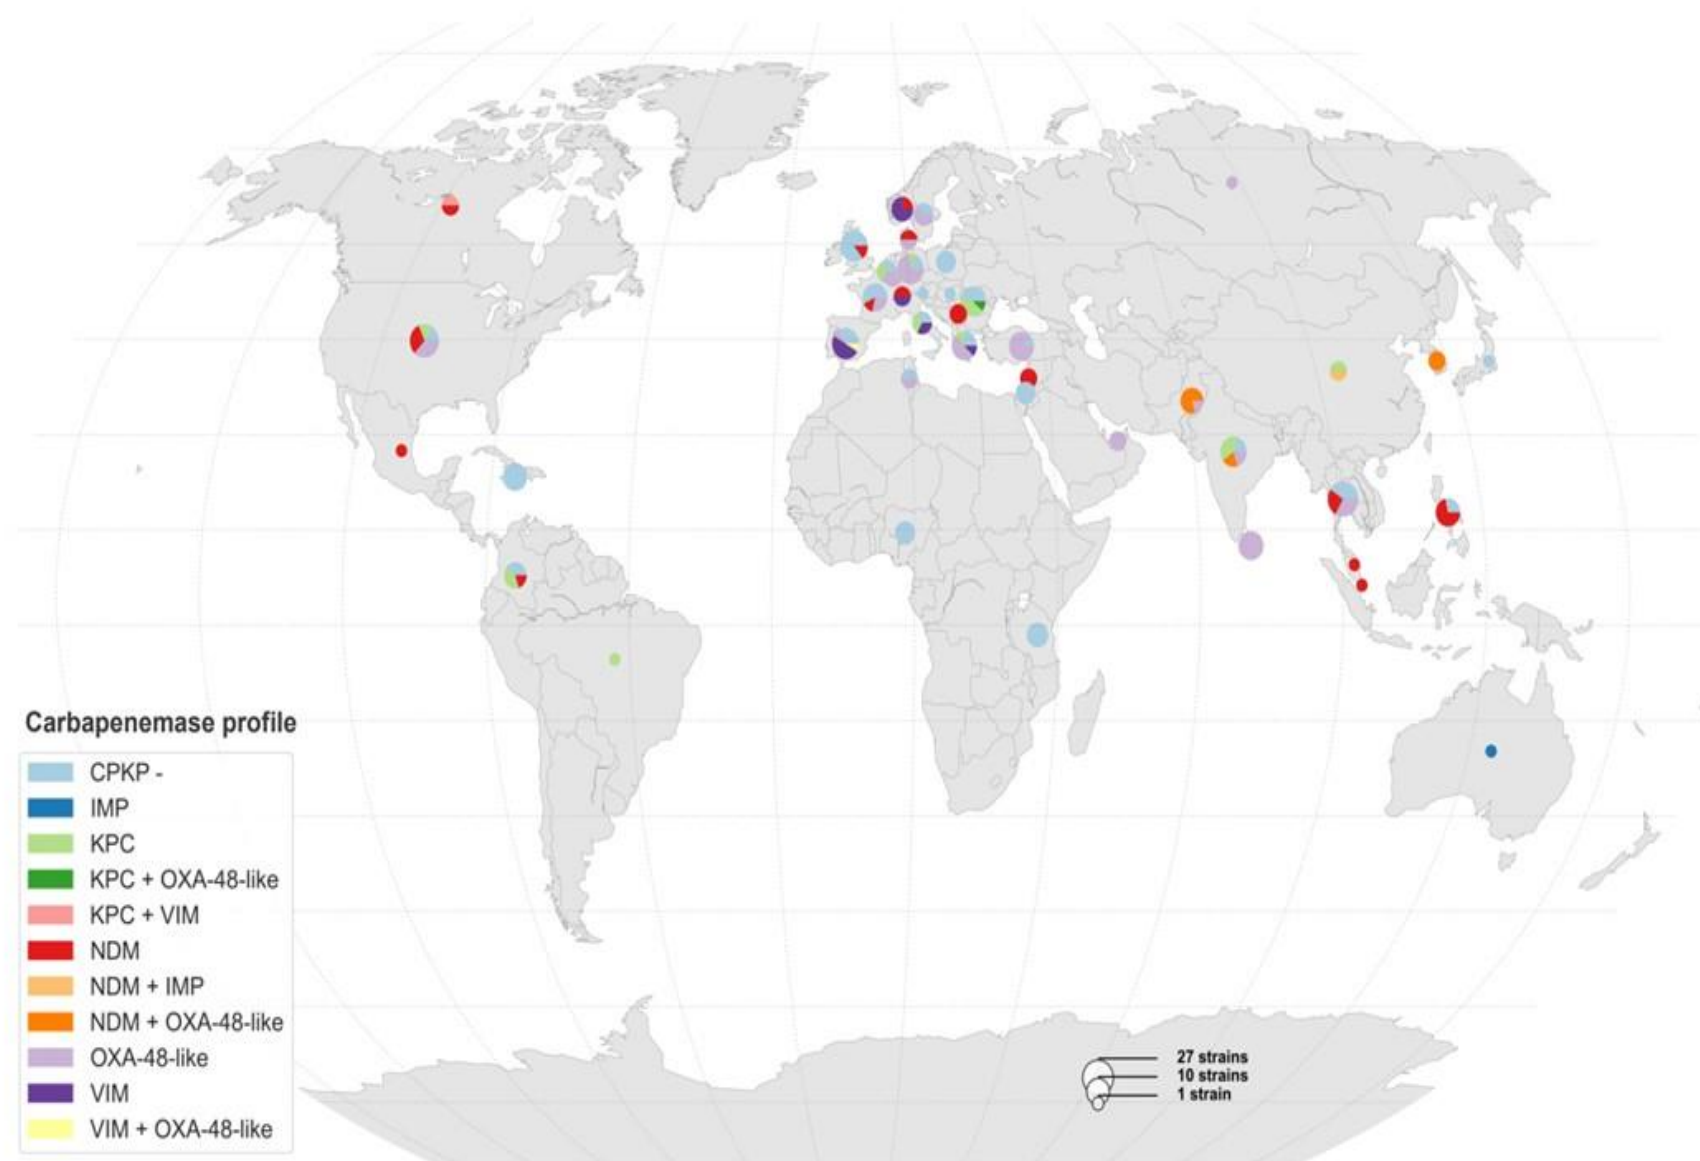 Carbapenemase profile
CPKP -
IMP
KPC
KPC + OXA-48-like
KPC + VIM
NDM
NDM + IMP
NDM + OXA-48-like
OXA-48-like
VIM
VIM + OXA-48-like
27 strains
10 strains
1 strain